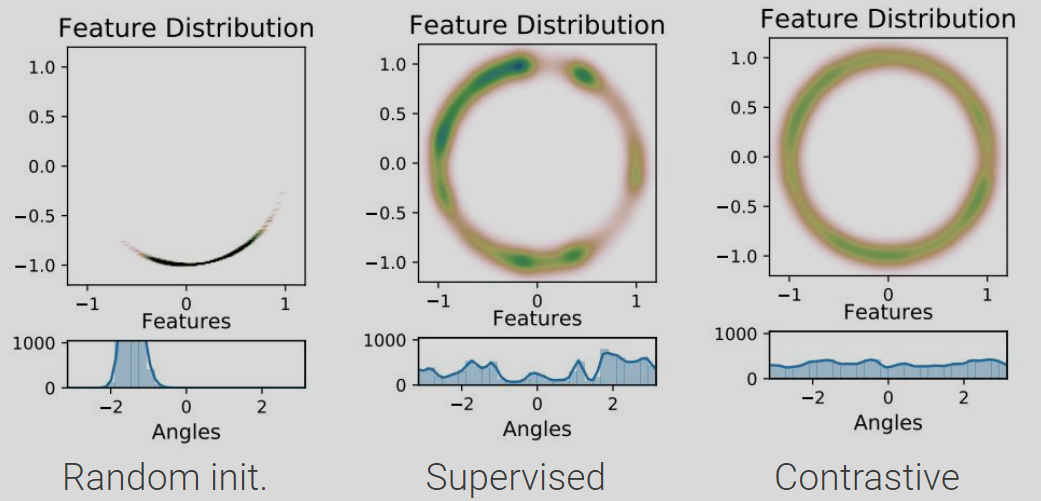 Feature Distribution
1.0
0.5
0.0
−0.5
−1.0
−1 0 1
Features
1000
0
−2 0 2
Angles
Random init.
Feature Distribution
1.0
0.5
0.0
−0.5
−1.0
−1 0 1
Features
1000
0
−2 0 2
Angles
Supervised
Feature Distribution
1.0
0.5
0.0
−0.5
−1.0
−1 0 1
Features
1000
0
−2 0 2
Angles
Contrastive